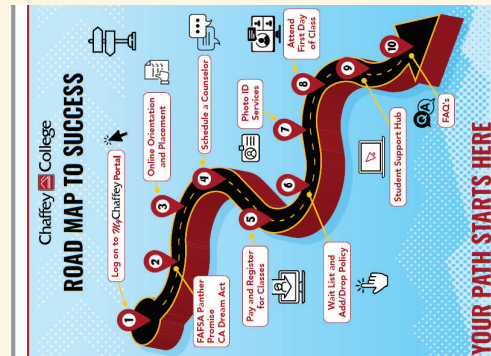 Chaffey College
ROAD MAP TO SUCCESS
1
Log on to MyChaffey Portal
2
FAFSA Panther
Promise
CA Dream Act
3
Online Orientation
and Placement
4
Schedule a Counselor
5
Pay and Register
for Classes
6
Wait List and
Add/Drop Policy
7
Photo ID
Services
8
Attend
First Day
of Class
9
Student Support Hub
10
FAQ's
Q
A
YOUR PATH STARTS HERE